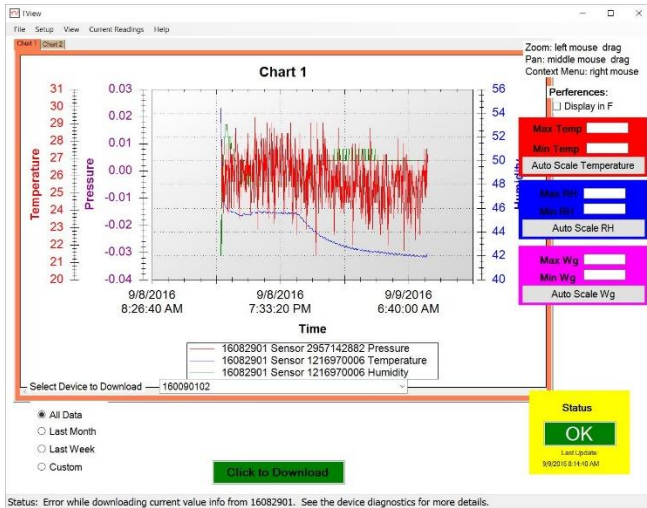 TView
File Setup View Current Readings Help
Chart 1 Chart 2
Zoom: left mouse drag
Pan: middle mouse drag
Context Menu: right mouse
Perferences:
Display in F
Max Temp
Min Temp
Auto Scale Temperature
Max RH
Min RH
Auto Scale RH
Max Wg
Min Wg
Auto Scale Wg
Chart 1
31
30
29
28
27
26
25
24
23
22
21
20
Temperature
0.03
0.02
0.01
0.00
-0.01
-0.02
-0.03
-0.04
Pressure
56
54
52
50
48
46
44
42
40
Humidity
9/8/2016 9/8/2016 9/9/2016
8:26:40 AM 7:33:20 PM 6:40:00 AM
Time
16082901 Sensor 2957142882 Pressure
16082901 Sensor 1216970006 Temperature
16082901 Sensor 1216970006 Humidity
Select Device to Download 160090102
All Data
Last Month
Last Week
Custom
Click to Download
Status
OK
Last Update:
9/9/2016 8:14:40 AM
Status: Error while downloading current value info from 16082901. See the device diagnostics for more details.